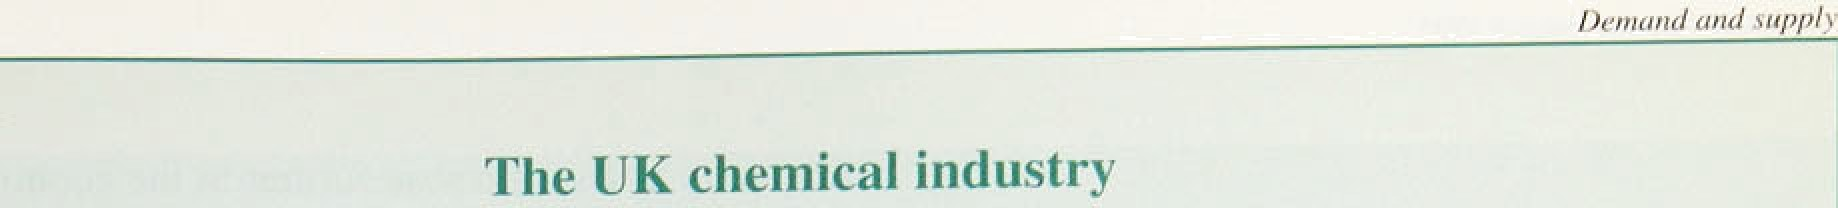 Demand and supply
The UK chemical industry